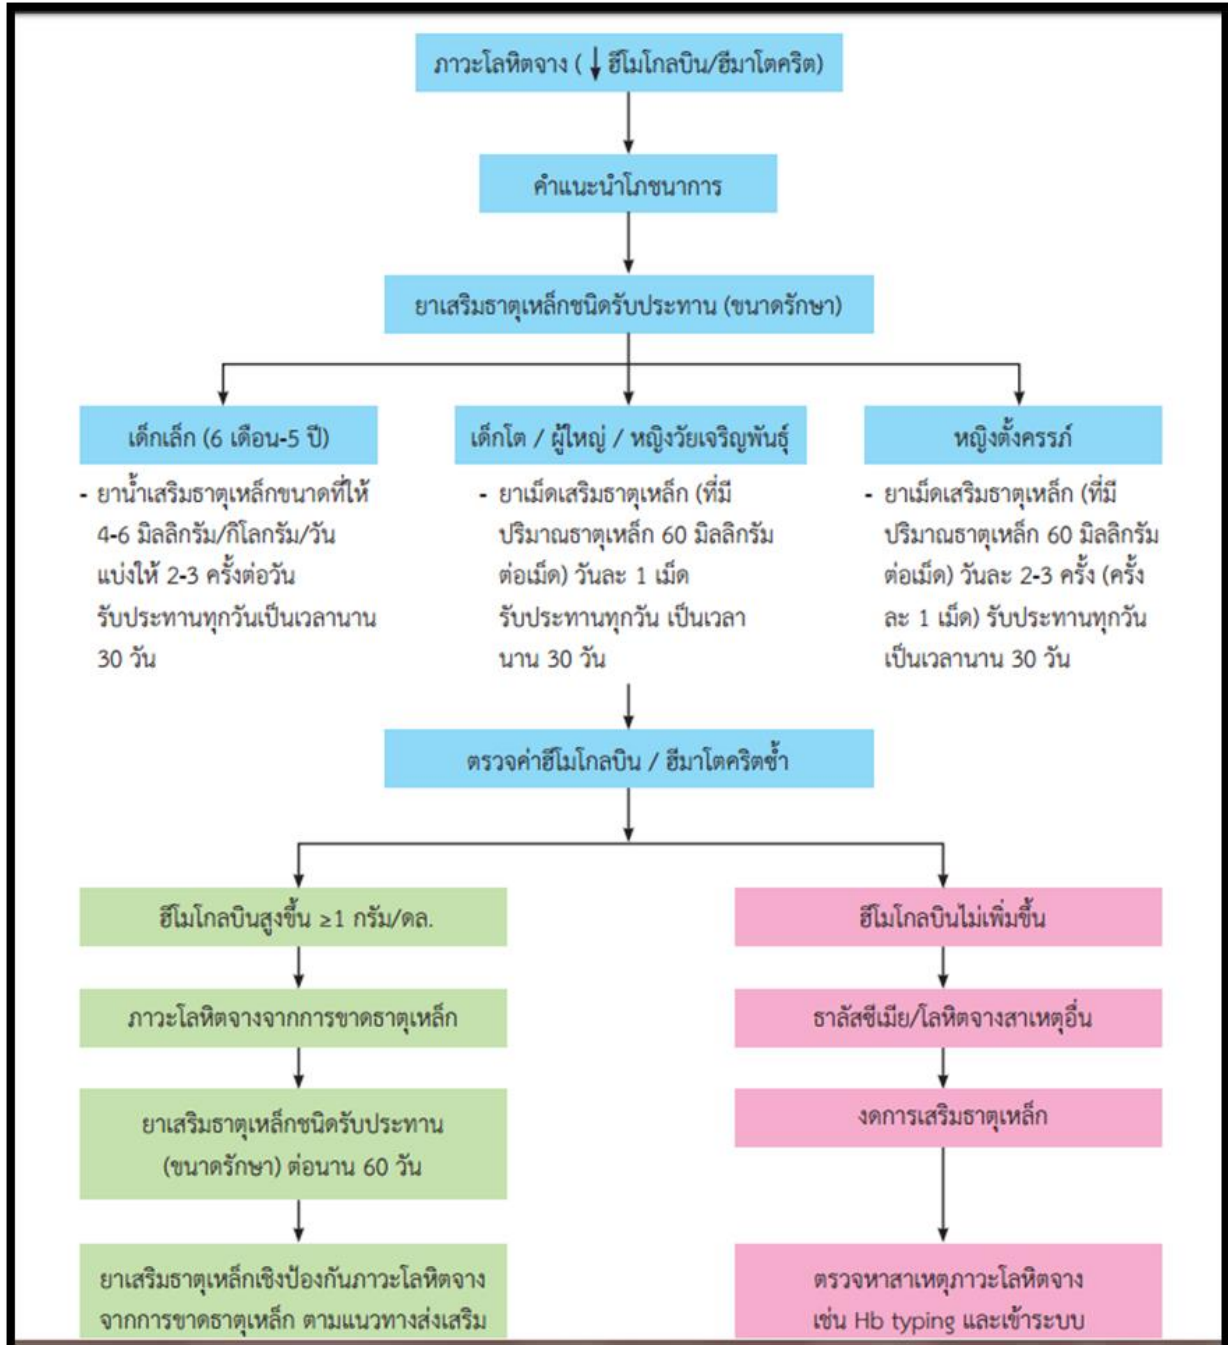 ภาวะโลหิตจาง (↓ ฮีโมโกลบิน/ฮีมาโตคริต)
คำแนะนำโภชนาการ
ยาเสริมธาตุเหล็กชนิดรับประทาน (ขนาดรักษา)
เด็กเล็ก (6 เดือน-5 ปี)
- ยาน้ำเสริมธาตุเหล็กขนาดที่ให้
4-6 มิลลิกรัม/กิโลกรัม/วัน
แบ่งให้ 2-3 ครั้งต่อวัน
รับประทานทุกวันเป็นเวลานาน
30 วัน
เด็กโต / ผู้ใหญ่ / หญิงวัยเจริญพันธุ์
- ยาเม็ดเสริมธาตุเหล็ก (ที่มี
ปริมาณธาตุเหล็ก 60 มิลลิกรัม
ต่อเม็ด) วันละ 1 เม็ด
รับประทานทุกวัน เป็นเวลา
นาน 30 วัน
หญิงตั้งครรภ์
- ยาเม็ดเสริมธาตุเหล็ก (ที่มี
ปริมาณธาตุเหล็ก 60 มิลลิกรัม
ต่อเม็ด) วันละ 2-3 ครั้ง (ครั้ง
ละ 1 เม็ด) รับประทานทุกวัน
เป็นเวลานาน 30 วัน
ตรวจค่าฮีโมโกลบิน / ฮีมาโตคริตซ้ำ
ฮีโมโกลบินสูงขึ้น ≥1 กรัม/ดล.
ภาวะโลหิตจางจากการขาดธาตุเหล็ก
ยาเสริมธาตุเหล็กชนิดรับประทาน
(ขนาดรักษา) ต่อนาน 60 วัน
ยาเสริมธาตุเหล็กเชิงป้องกันภาวะโลหิตจาง
จากการขาดธาตุเหล็ก ตามแนวทางส่งเสริม
ฮีโมโกลบินไม่เพิ่มขึ้น
ธาลัสซีเมีย/โลหิตจางสาเหตุอื่น
งดการเสริมธาตุเหล็ก
ตรวจหาสาเหตุภาวะโลหิตจาง
เช่น Hb typing และเข้าระบบ